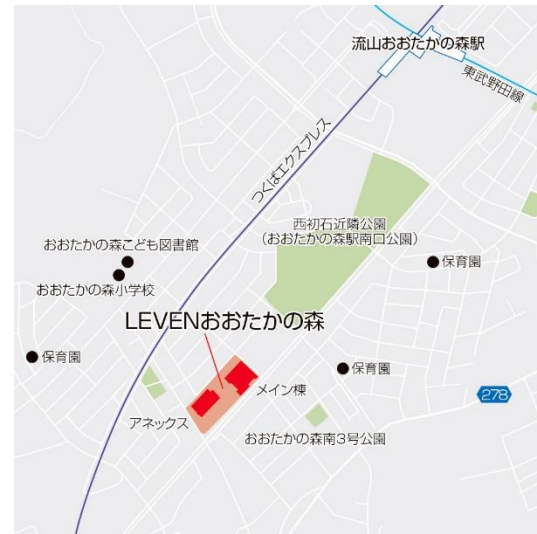 流山おおたかの森駅
東武野田線
つくばエクスプレス
西初石近隣公園
(おおたかの森駅南口公園)
おおたかの森こども図書館
保育園
おおたかの森小学校
LEVENおおたかの森
保育園
保育園
メイン棟
278
アネックス
おおたかの森南3号公園